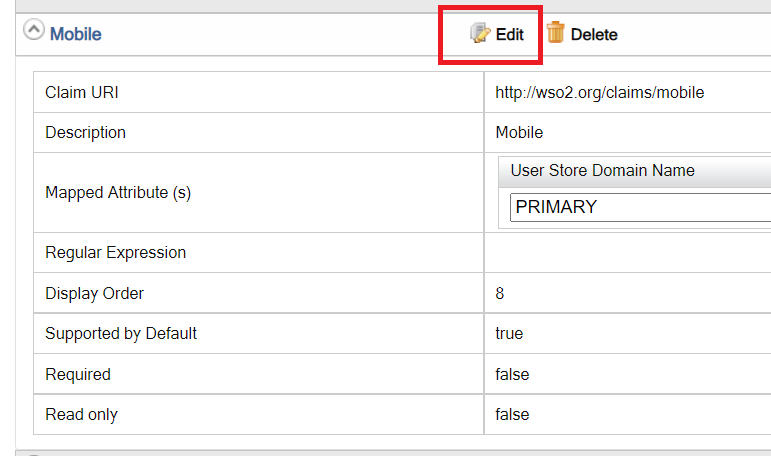 Mobile Edit Delete
Claim URI http://wso2.org/claims/mobile
Description Mobile
Mapped Attribute (s) User Store Domain Name
PRIMARY
Regular Expression
Display Order 8
Supported by Default true
Required false
Read only false